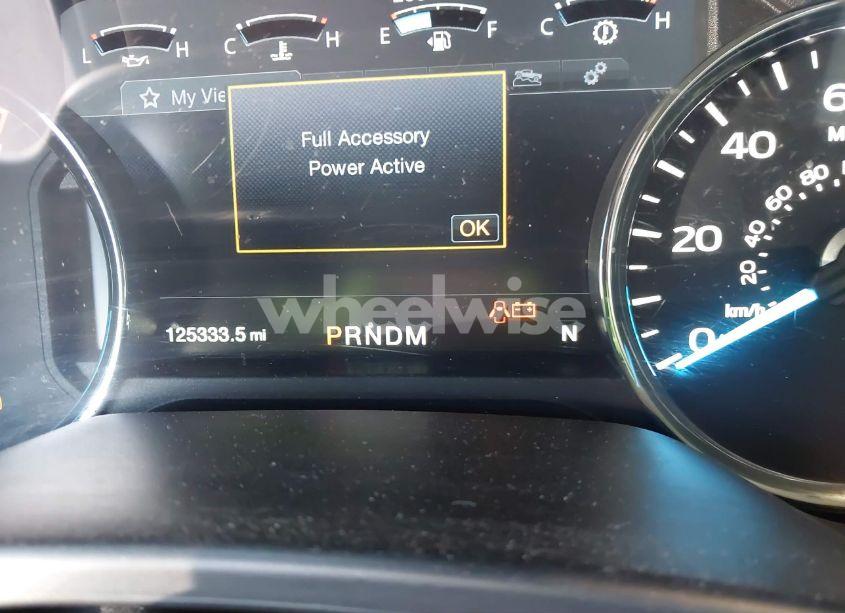 L H C H E F C H
My Vie
Full Accessory
Power Active
OK
6
40
20
0
M
80
60
40
20
km/h
wheelwise
125333.5 mi PRNDM N